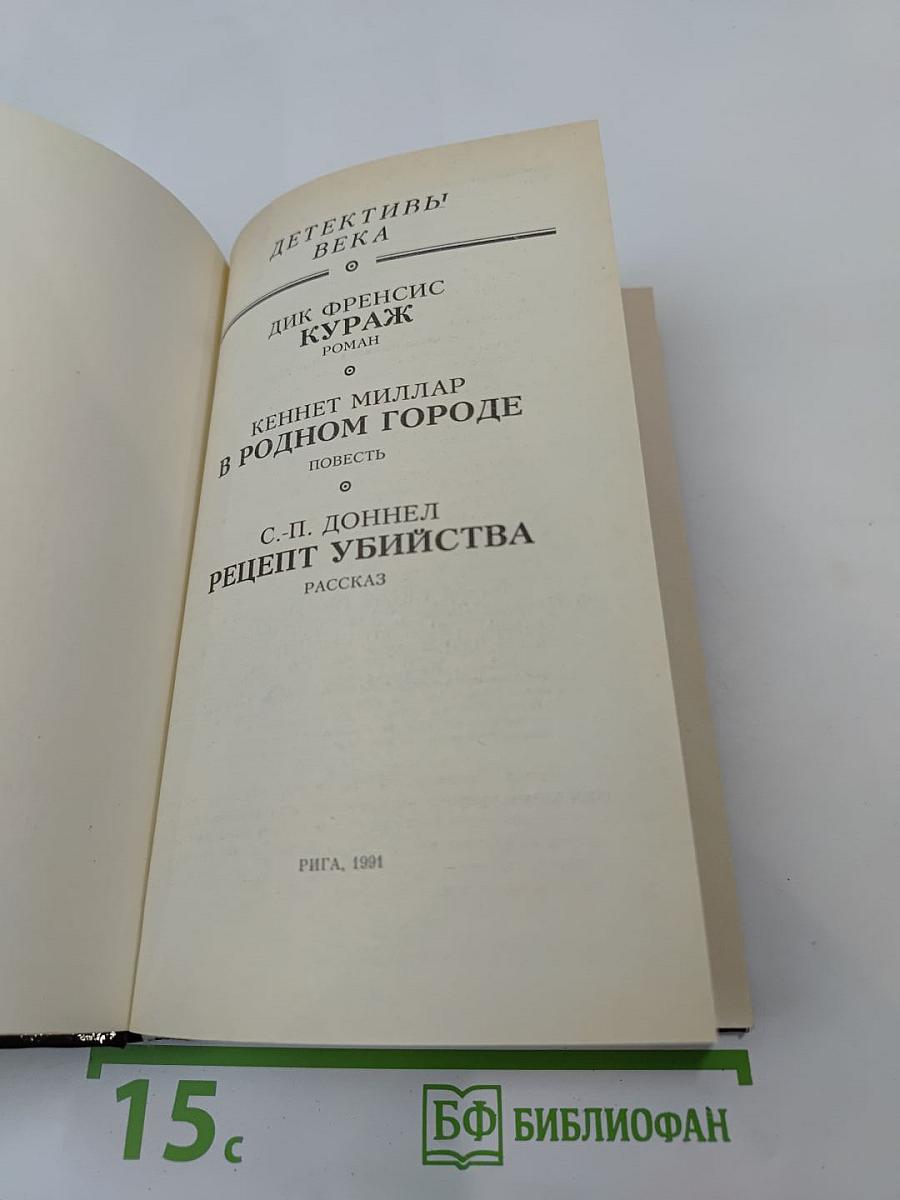 ДЕТЕКТИВЫ
ВЕКА
ДИК ФРЕНСИС
КУРАЖ
РОМАН
КЕННЕТ МИЛЛАР
В РОДНОМ ГОРОДЕ
ПОВЕСТЬ
С.-П. ДОННЕЛ
РЕЦЕПТ УБИЙСТВА
РАССКАЗ
РИГА, 1991
15 с
БФ БИБЛИОФАН